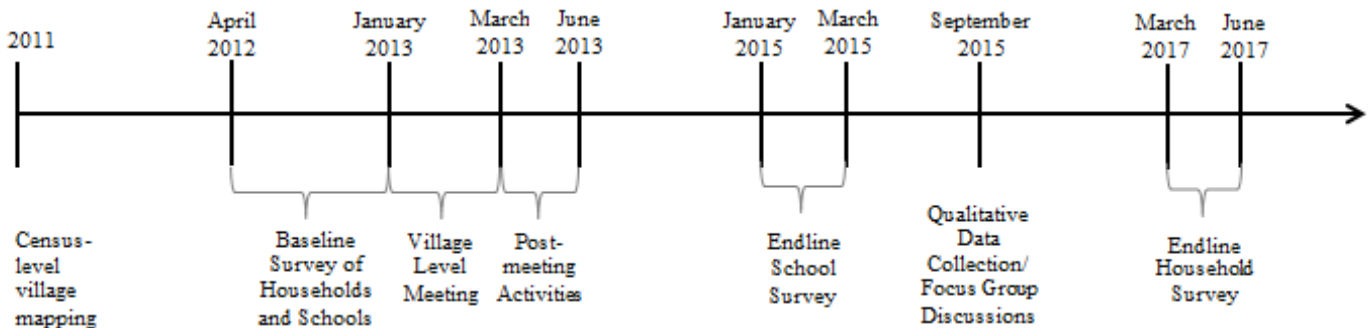 2011
April
2012
January
2013
March
2013
June
2013
January
2015
March
2015
September
2015
March
2017
June
2017
Census-
level
village
mapping
Baseline
Survey of
Households
and Schools
Village
Level
Meeting
Post-
meeting
Activities
Endline
School
Survey
Qualitative
Data
Collection/
Focus Group
Discussions
Endline
Household
Survey